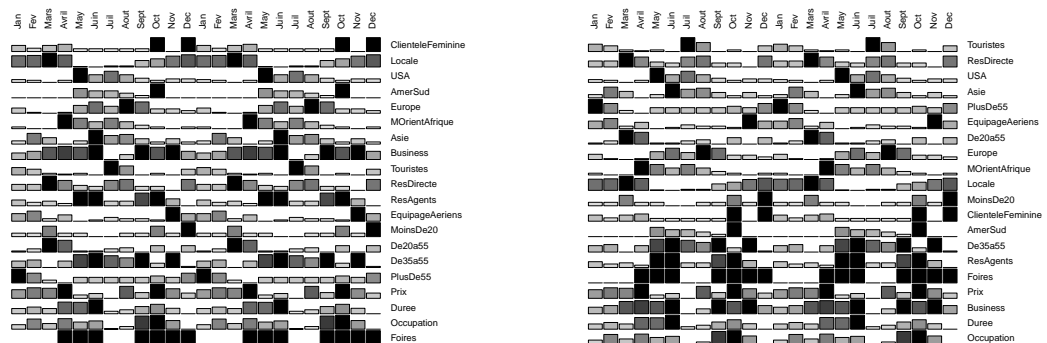 Jan Fev Mars Avril May Juin Juil Aout Sept Oct Nov Dec Jan Fev Mars Avril May Juin Juil Aout Sept Oct Nov Dec
ClienteleFeminine
Locale
USA
AmerSud
Europe
MOrientAfrique
Asie
Business
Touristes
ResDirecte
ResAgents
EquipageAeriens
MoinsDe20
De20a55
De35a55
PlusDe55
Prix
Duree
Occupation
Foires
Jan Fev Mars Avril May Juin Juil Aout Sept Oct Nov Dec Jan Fev Mars Avril May Juin Juil Aout Sept Oct Nov Dec
Touristes
ResDirecte
USA
Asie
PlusDe55
EquipageAeriens
De20a55
Europe
MOrientAfrique
Locale
MoinsDe20
ClienteleFeminine
AmerSud
De35a55
ResAgents
Foires
Prix
Business
Duree
Occupation